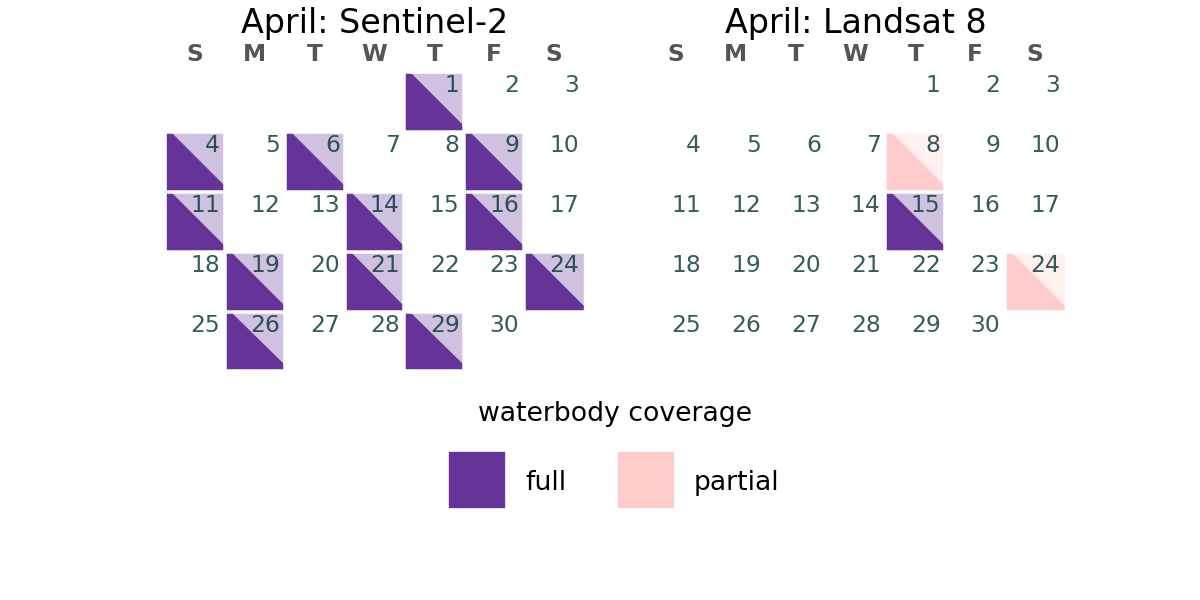 April: Sentinel-2
S M T W T F S
1 2 3
4 5 6 7 8 9 10
11 12 13 14 15 16 17
18 19 20 21 22 23 24
25 26 27 28 29 30
April: Landsat 8
S M T W T F S
1 2 3
4 5 6 7 8 9 10
11 12 13 14 15 16 17
18 19 20 21 22 23 24
25 26 27 28 29 30
waterbody coverage
full
partial